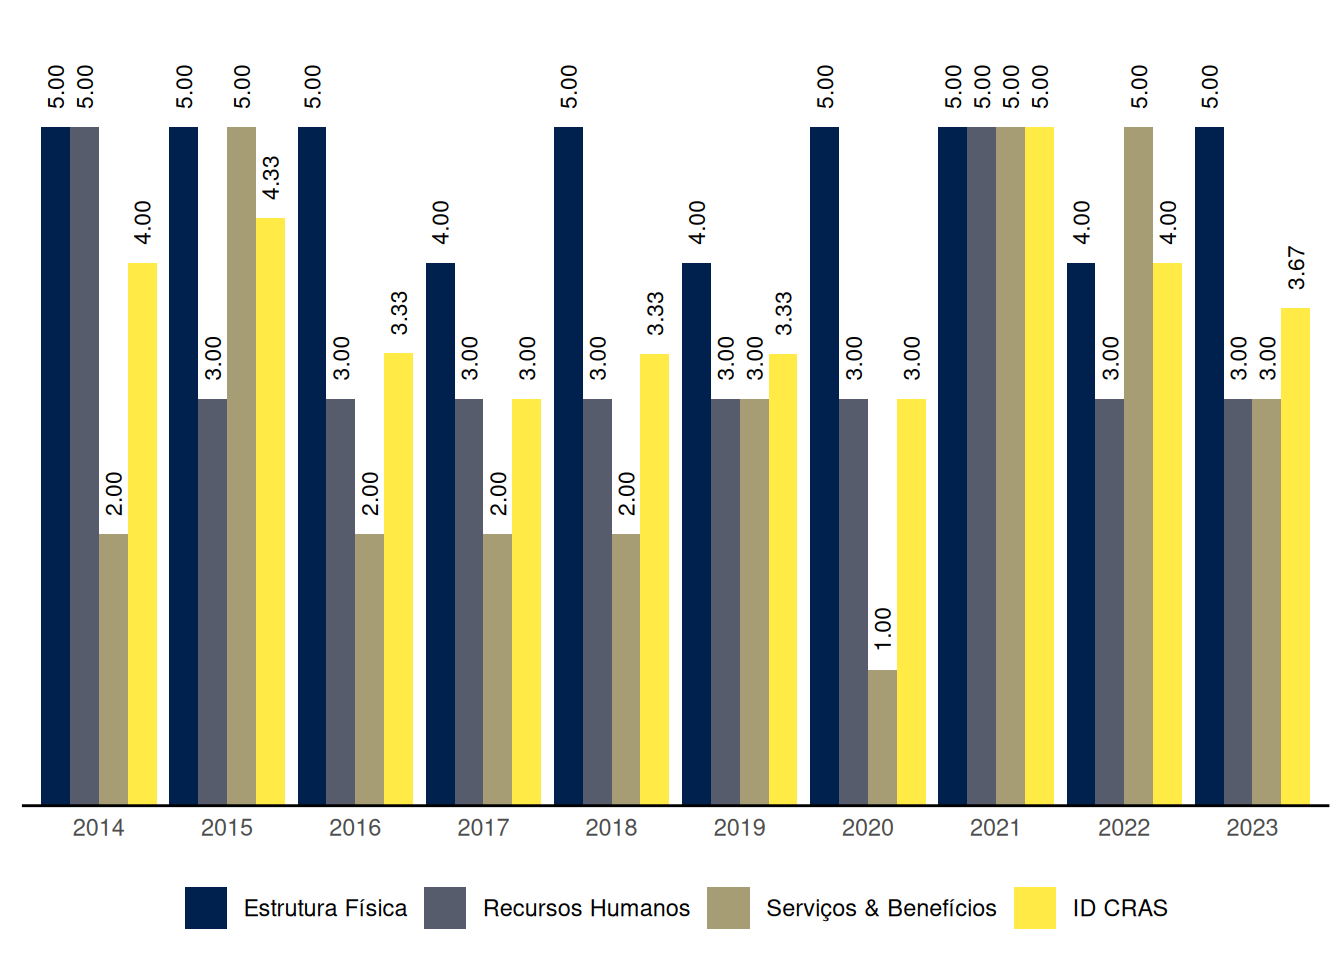 5.00 5.00 2.00 4.00
5.00 3.00 5.00 4.33
5.00 3.00 2.00 3.33
4.00 3.00 2.00 3.00
5.00 3.00 2.00 3.33
4.00 3.00 3.00 3.33
5.00 3.00 1.00 3.00
5.00 5.00 5.00 5.00
4.00 3.00 5.00 4.00
5.00 3.00 3.00 3.67
2014 2015 2016 2017 2018 2019 2020 2021 2022 2023
Estrutura Física Recursos Humanos Serviços & Benefícios ID CRAS